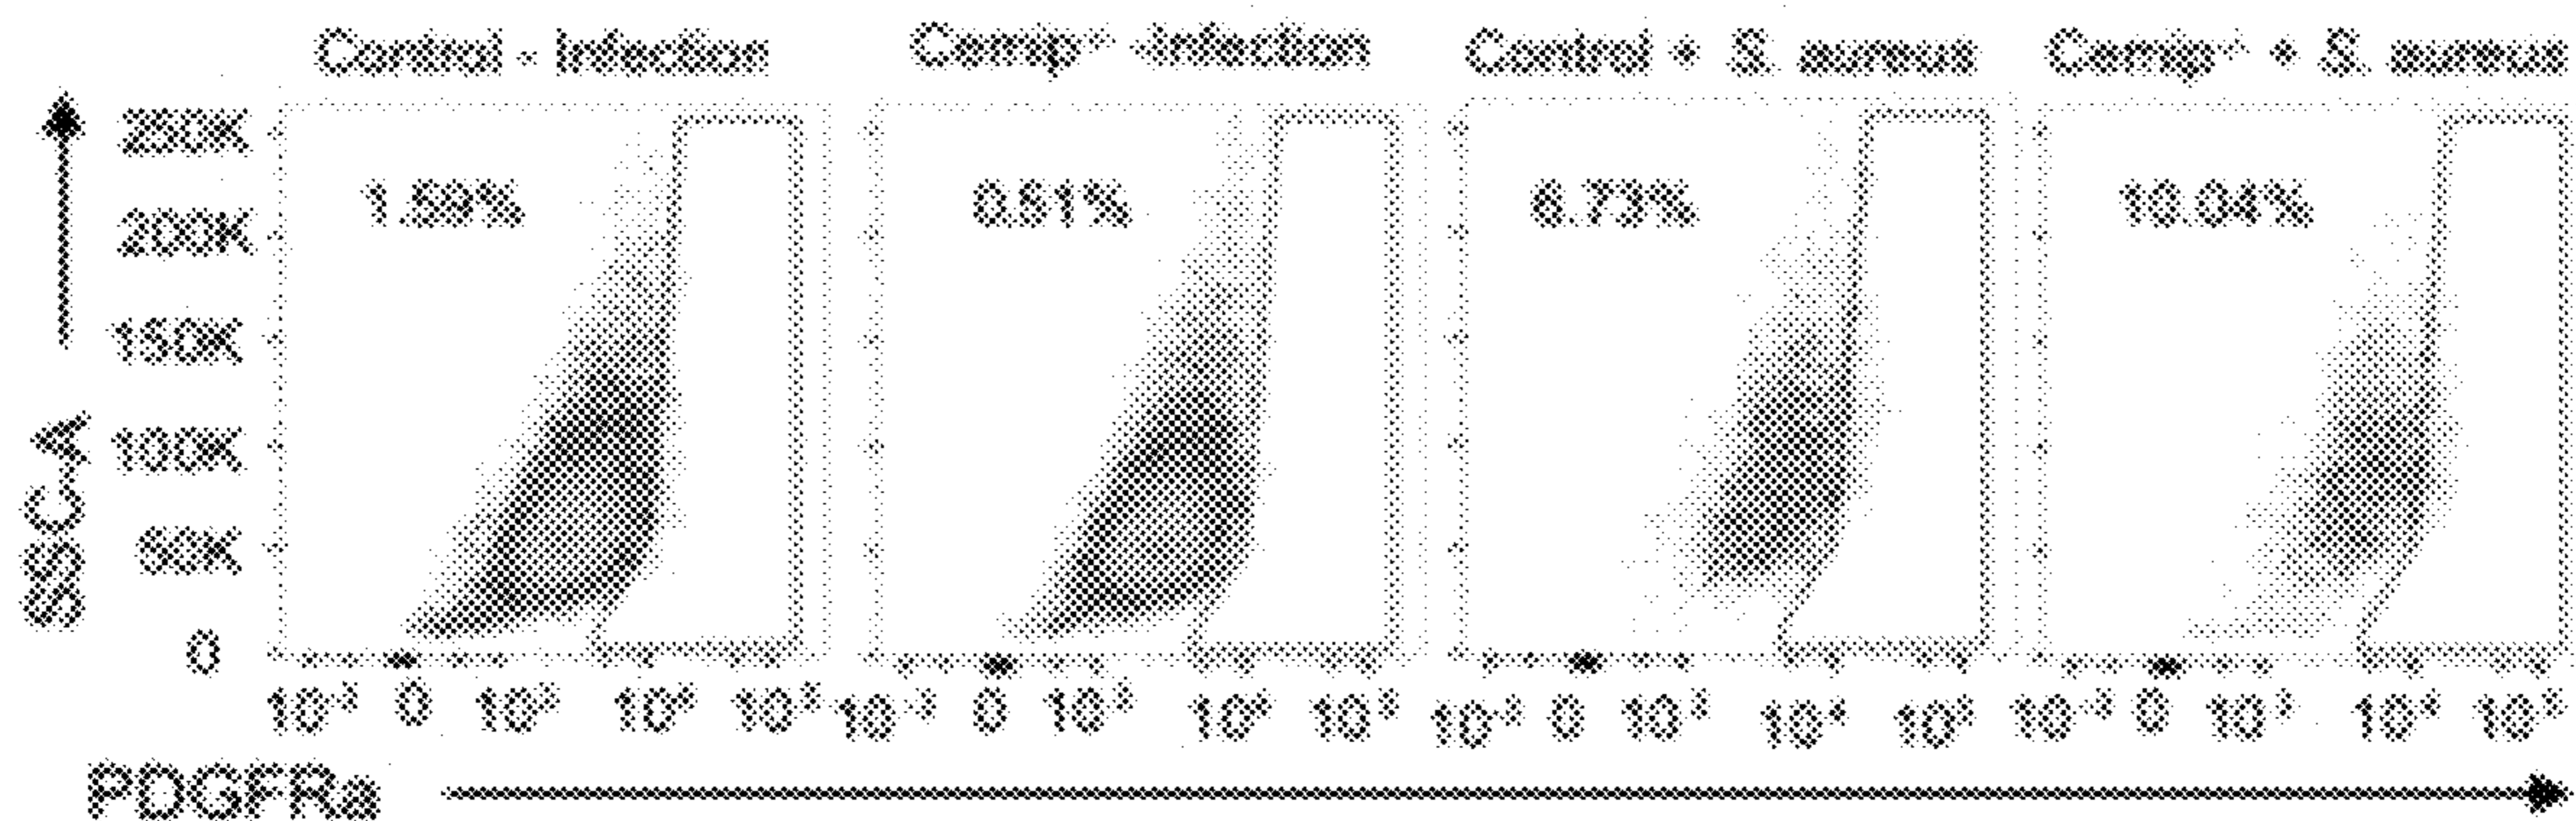 Control - Infection
Camp-/- -Infection
Control + S. aureus
Camp-/- + S. aureus
250K
200K
150K
100K
50K
0
SSC-A
1.59%
0.51%
6.73%
10.04%
10-3 0 103 104 105
10-3 0 103 104 105
10-3 0 103 104 105
10-3 0 103 104 105
PDGFRa